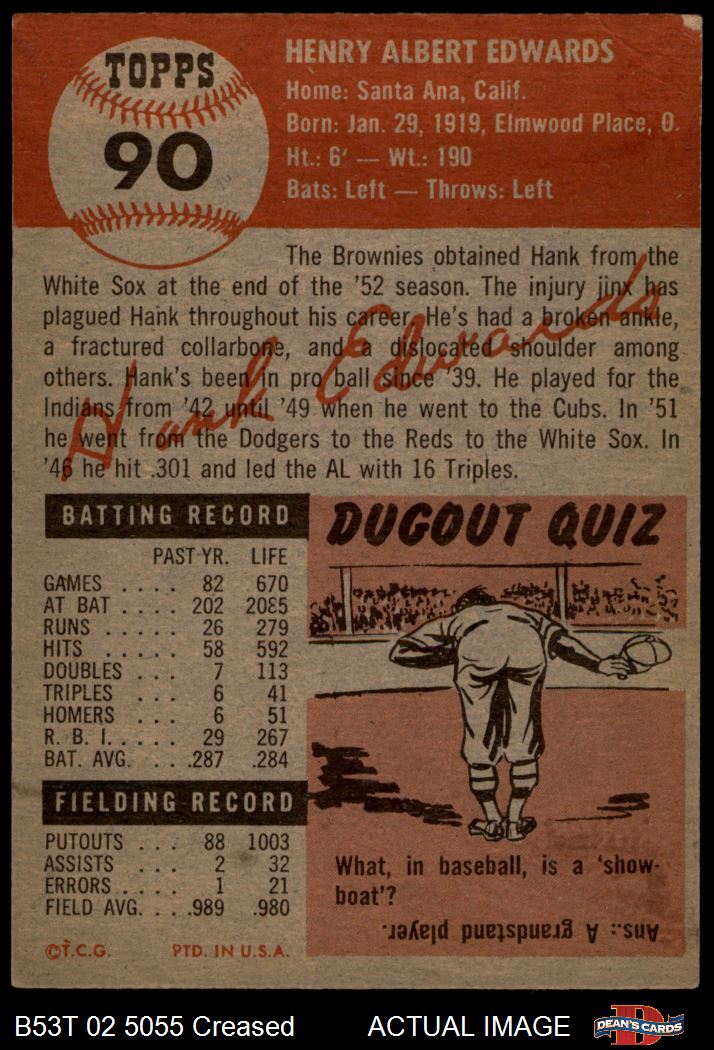 TOPPS
90
HENRY ALBERT EDWARDS
Home: Santa Ana, Calif.
Born: Jan. 29, 1919, Elmwood Place, O.
Ht.: 6' — Wt.: 190
Bats: Left — Throws: Left
The Brownies obtained Hank from the
White Sox at the end of the '52 season. The injury jinx has
plagued Hank throughout his career. He's had a broken ankle,
a fractured collarbone, and a dislocated shoulder among
others. Hank's been in pro ball since '39. He played for the
Indians from '42 until '49 when he went to the Cubs. In '51
he went from the Dodgers to the Reds to the White Sox. In
'46 he hit .301 and led the AL with 16 Triples.
Hank Edwards
BATTING RECORD
PAST YR. LIFE
GAMES . . . . 82 670
AT BAT . . . . 202 2085
RUNS . . . . . 26 279
HITS . . . . . 58 592
DOUBLES . . . 7 113
TRIPLES . . . 6 41
HOMERS . . . 6 51
R. B. I. . . . . 29 267
BAT. AVG. . . .287 .284
FIELDING RECORD
PUTOUTS . . . 88 1003
ASSISTS . . . 2 32
ERRORS . . . . 1 21
FIELD AVG. . . .989 .980
©T.C.G. PTD. IN U.S.A.
DUGOUT QUIZ
What, in baseball, is a 'show-
boat'?
Ans.: A grandstand player.
B53T 02 5055 Creased ACTUAL IMAGE
D
DEAN'S CARDS